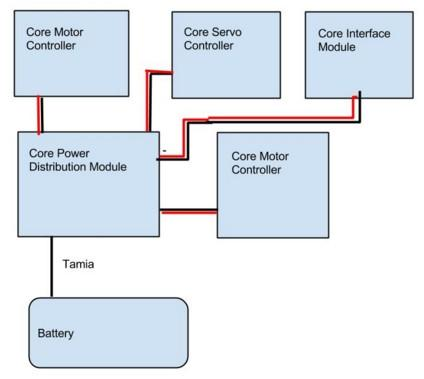 Core Motor
Controller
Core Servo
Controller
Core Interface
Module
Core Power
Distribution Module
-
Core Motor
Controller
Tamia
Battery